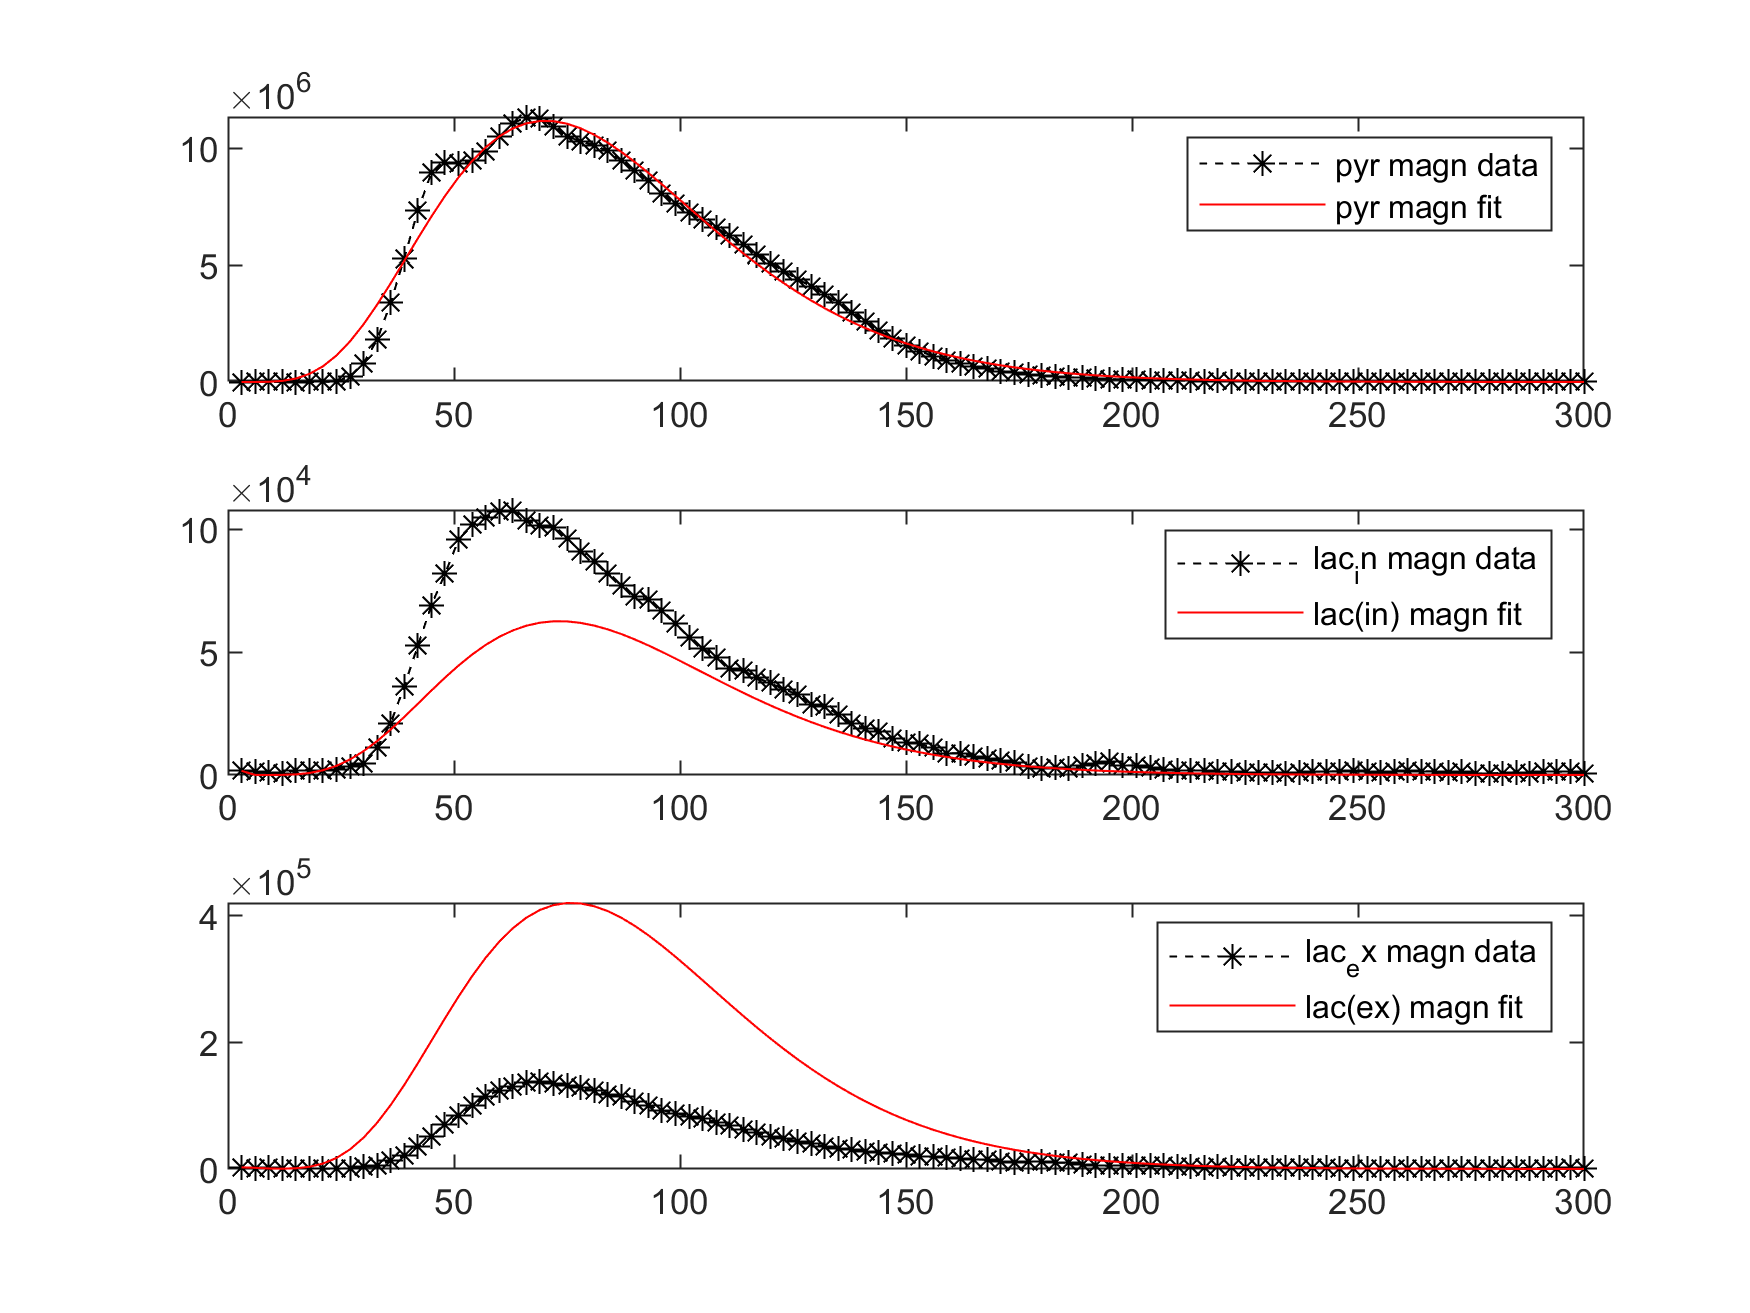 ×10^6
10
5
0
0 50 100 150 200 250 300
pyr magn data
pyr magn fit
×10^4
10
5
0
0 50 100 150 200 250 300
lac_in magn data
lac(in) magn fit
×10^5
4
2
0
0 50 100 150 200 250 300
lac_ex magn data
lac(ex) magn fit